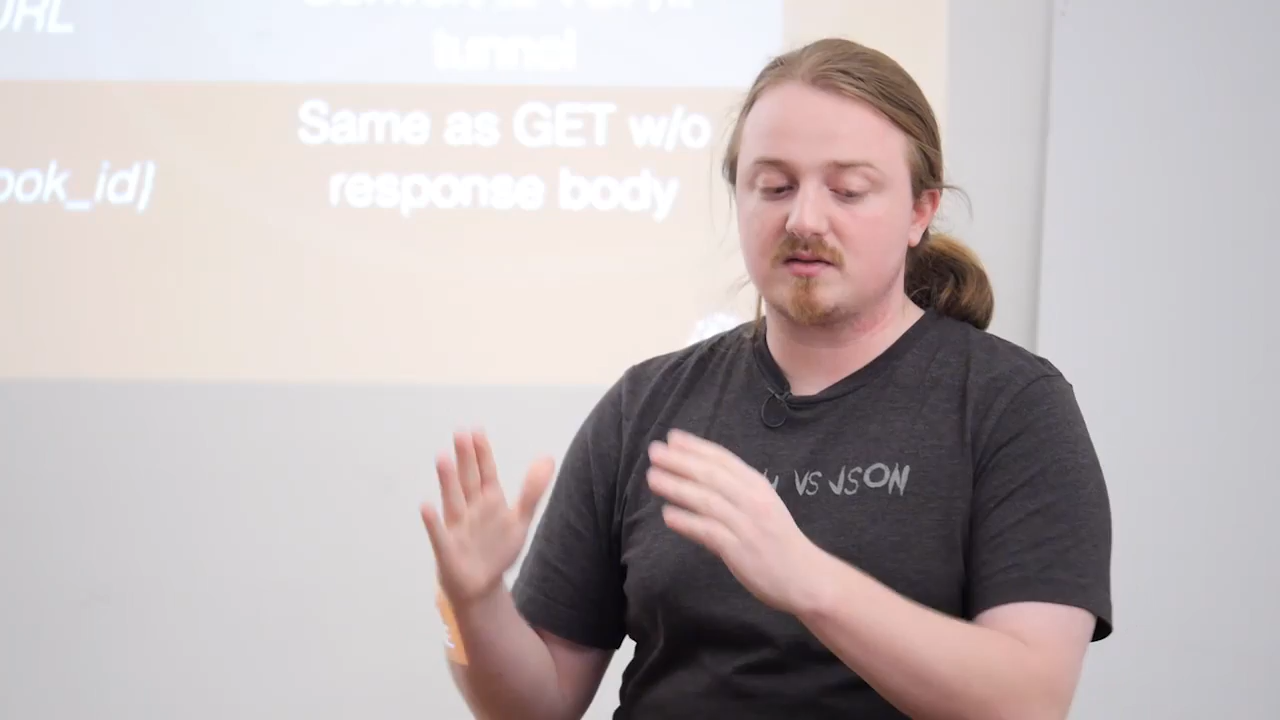 URL
tunnel
Same as GET w/o
response body
ook_id}
VS JSON